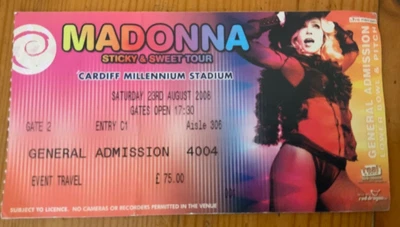 MADONNA
STICKY & SWEET TOUR
CARDIFF MILLENNIUM STADIUM
SATURDAY 23RD AUGUST 2008
GATES OPEN 17:30
GATE 2 ENTRY C1 Aisle 306
GENERAL ADMISSION 4004
EVENT TRAVEL £ 75.00
SUBJECT TO LICENCE. NO CAMERAS OR RECORDERS PERMITTED IN THE VENUE
GENERAL ADMISSION